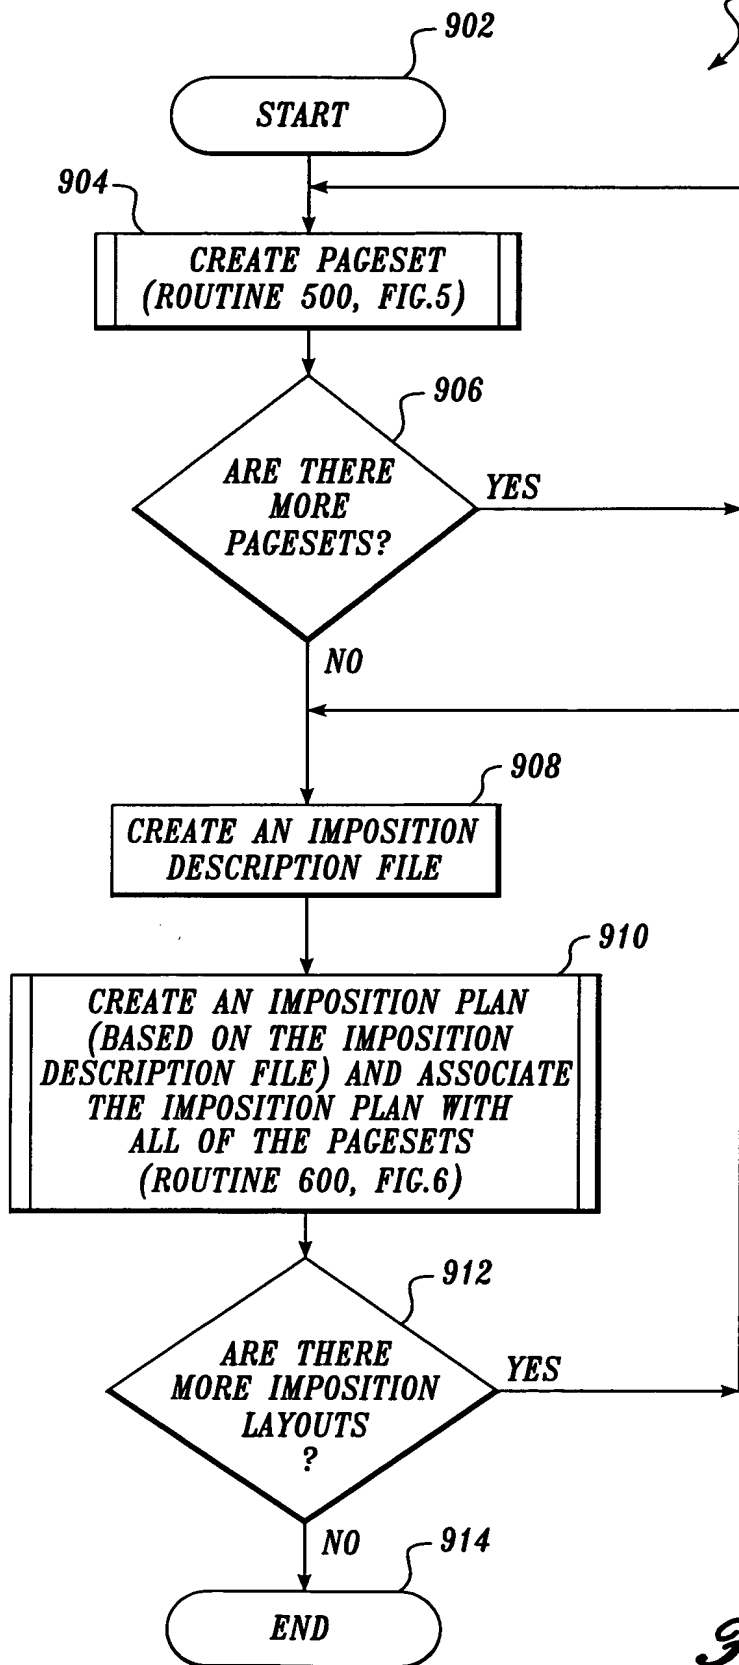 902
START
904
CREATE PAGESET
(ROUTINE 500, FIG.5)
906
ARE THERE
MORE
PAGESETS?
YES
NO
908
CREATE AN IMPOSITION
DESCRIPTION FILE
910
CREATE AN IMPOSITION PLAN
(BASED ON THE IMPOSITION
DESCRIPTION FILE) AND ASSOCIATE
THE IMPOSITION PLAN WITH
ALL OF THE PAGESETS
(ROUTINE 600, FIG.6)
912
ARE THERE
MORE IMPOSITION
LAYOUTS
?
YES
NO
914
END